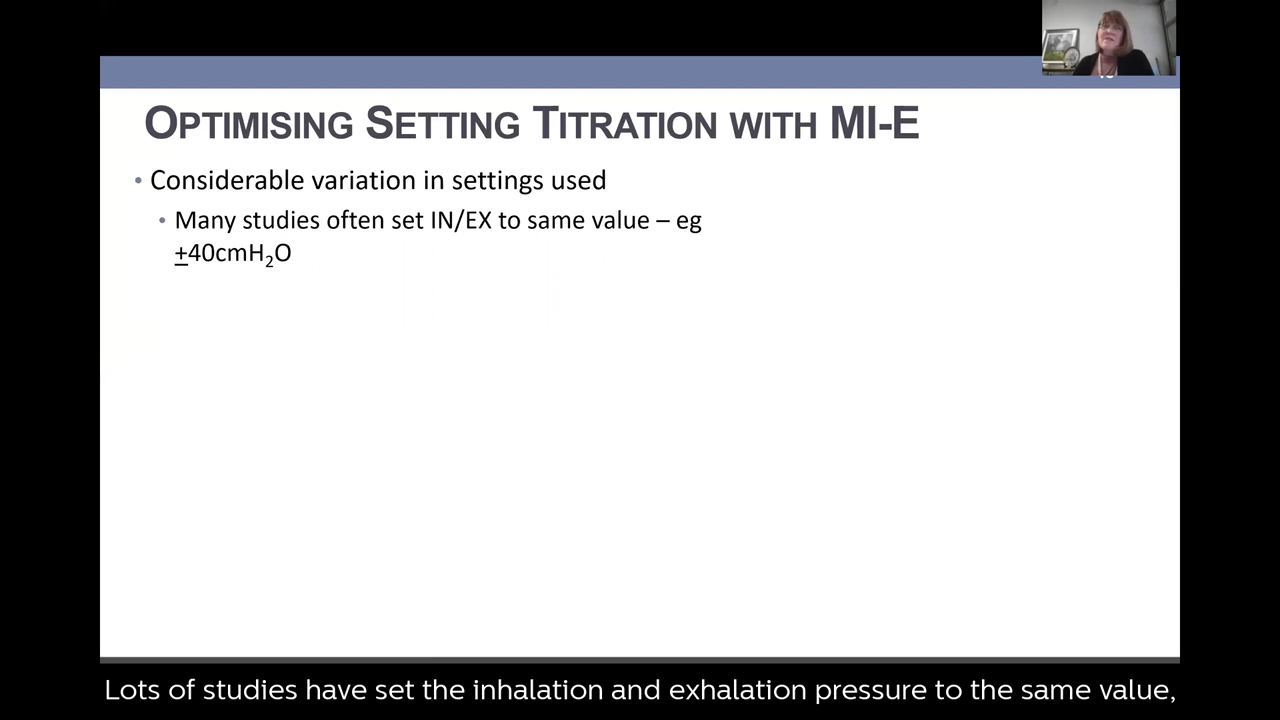 OPTIMISING SETTING TITRATION WITH MI-E
• Considerable variation in settings used
• Many studies often set IN/EX to same value – eg
±40cmH₂O
Lots of studies have set the inhalation and exhalation pressure to the same value,